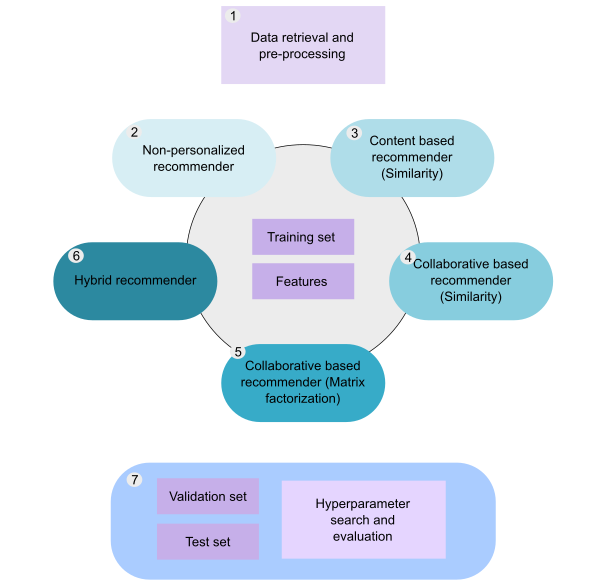 1
Data retrieval and
pre-processing
2
Non-personalized
recommender
3
Content based
recommender
(Similarity)
Training set
Features
4
Collaborative based
recommender
(Similarity)
5
Collaborative based
recommender (Matrix
factorization)
6
Hybrid recommender
7
Validation set
Test set
Hyperparameter
search and
evaluation